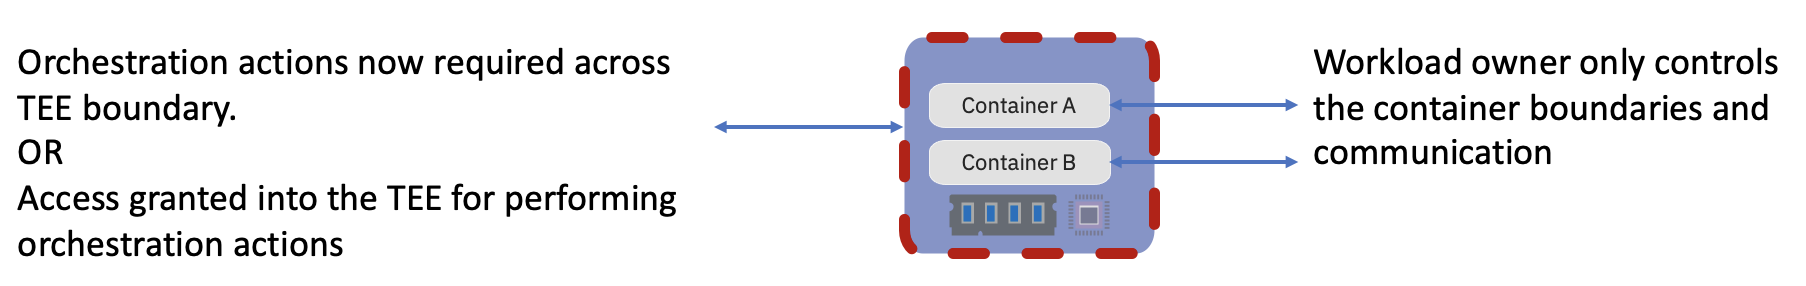 Orchestration actions now required across
TEE boundary.
OR
Access granted into the TEE for performing
orchestration actions
Container A
Container B
Workload owner only controls
the container boundaries and
communication